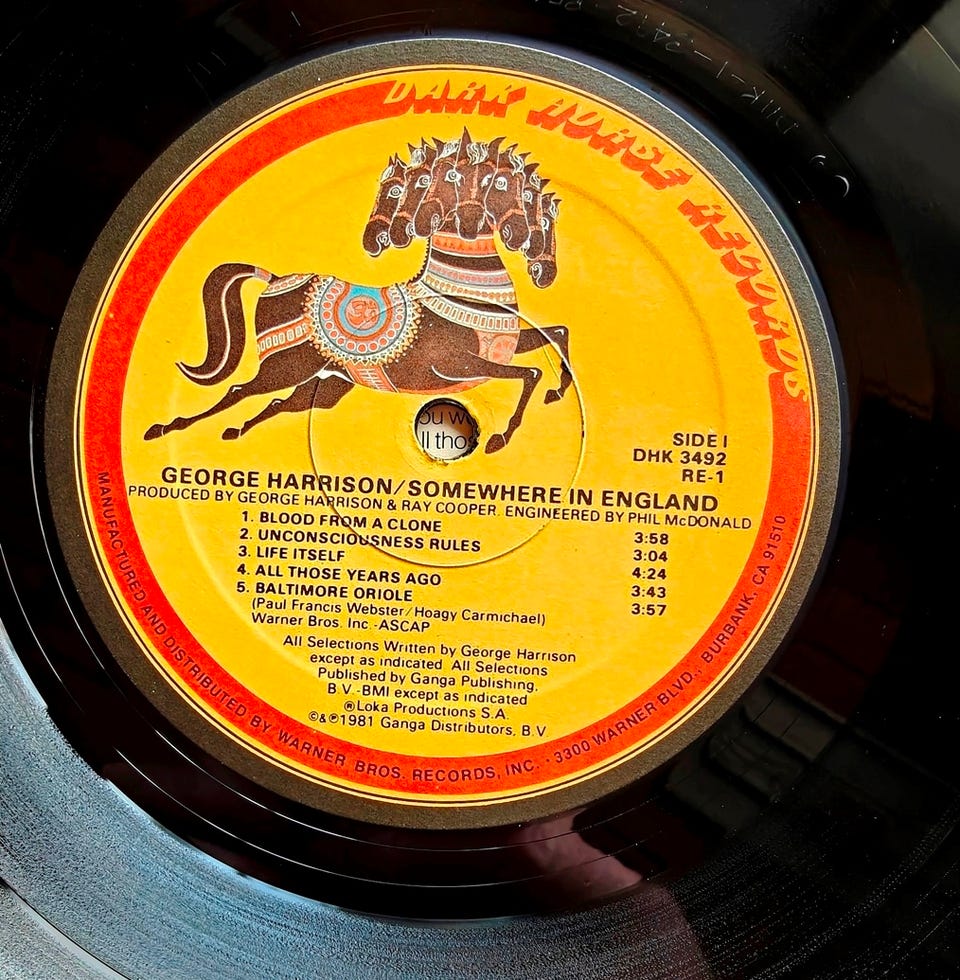 DARK HORSE RECORDS
SIDE 1
DHK 3492
RE-1
GEORGE HARRISON/SOMEWHERE IN ENGLAND
PRODUCED BY GEORGE HARRISON & RAY COOPER. ENGINEERED BY PHIL McDONALD
1. BLOOD FROM A CLONE 3:58
2. UNCONSCIOUSNESS RULES 3:04
3. LIFE ITSELF 4:24
4. ALL THOSE YEARS AGO 3:43
5. BALTIMORE ORIOLE 3:57
(Paul Francis Webster/Hoagy Carmichael)
Warner Bros. Inc.-ASCAP
All Selections Written by George Harrison
except as indicated. All Selections
Published by Ganga Publishing,
B.V.-BMI except as indicated
®Loka Productions S.A.
©&℗1981 Ganga Distributors, B.V.
MANUFACTURED AND DISTRIBUTED BY WARNER BROS. RECORDS, INC. · 3300 WARNER BLVD., BURBANK, CA 91510